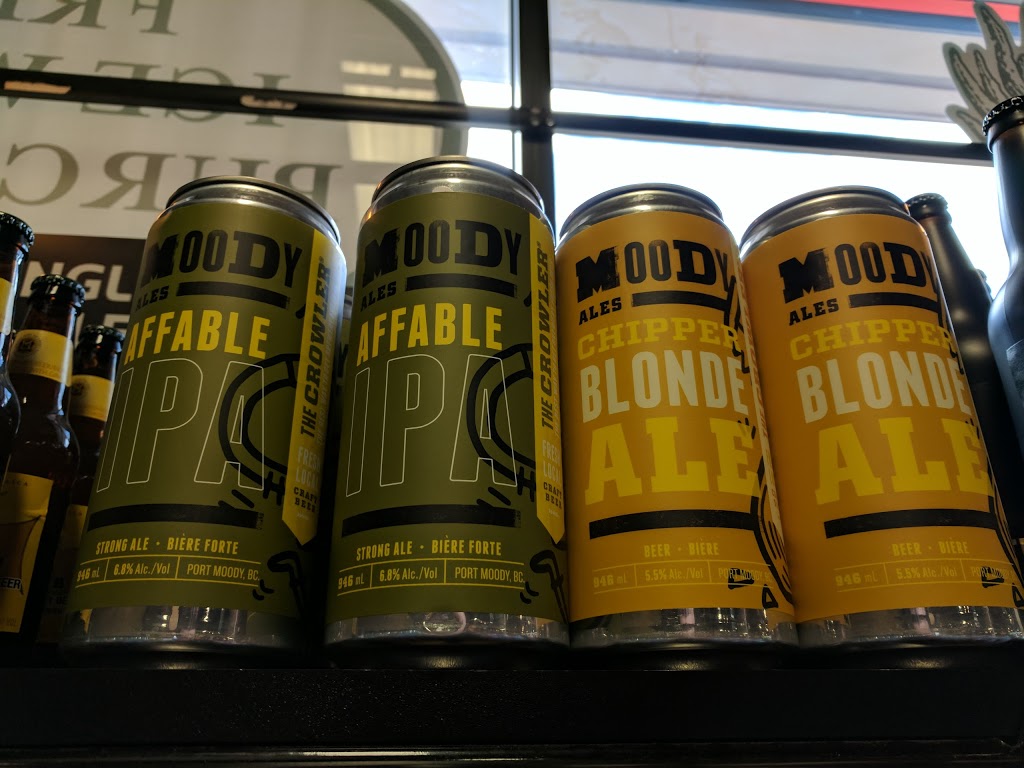 MOODY
ALES
AFFABLE
IPA
THE CROWLER
FRESH
LOCAL
CRAFT
BEER
STRONG ALE · BIÈRE FORTE
946 mL 6.8% Alc./Vol PORT MOODY, BC
MOODY
ALES
AFFABLE
IPA
THE CROWLER
FRESH
LOCAL
CRAFT
BEER
STRONG ALE · BIÈRE FORTE
946 mL 6.8% Alc./Vol PORT MOODY, BC
MOODY
ALES
CHIPPER
BLONDE
ALE
BEER · BIÈRE
946 mL 5.5% Alc./Vol
MOODY
ALES
CHIPPER
BLONDE
ALE
BEER · BIÈRE
946 mL 5.5% Alc./Vol